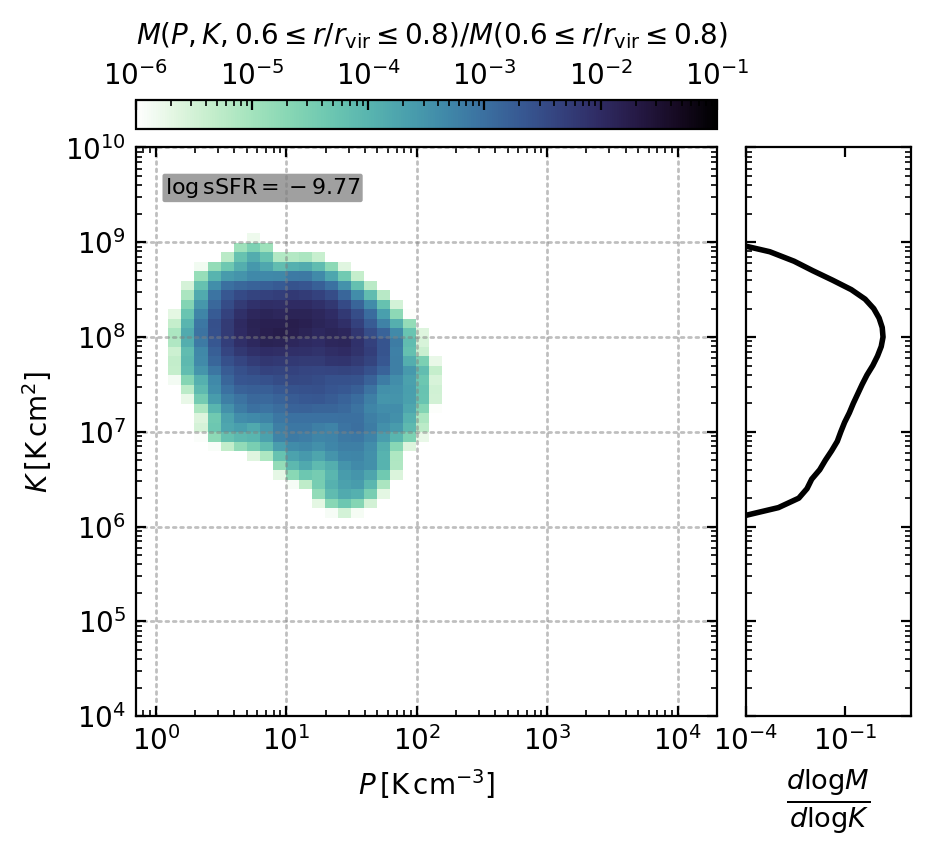 M(P, K, 0.6 ≤ r/r_vir ≤ 0.8)/M(0.6 ≤ r/r_vir ≤ 0.8)
10^−6 10^−5 10^−4 10^−3 10^−2 10^−1
log sSFR = −9.77
10^10
10^9
10^8
10^7
10^6
10^5
10^4
K [K cm^2]
10^0 10^1 10^2 10^3 10^4
P [K cm^−3]
10^−4 10^−1
dlogM
dlogK